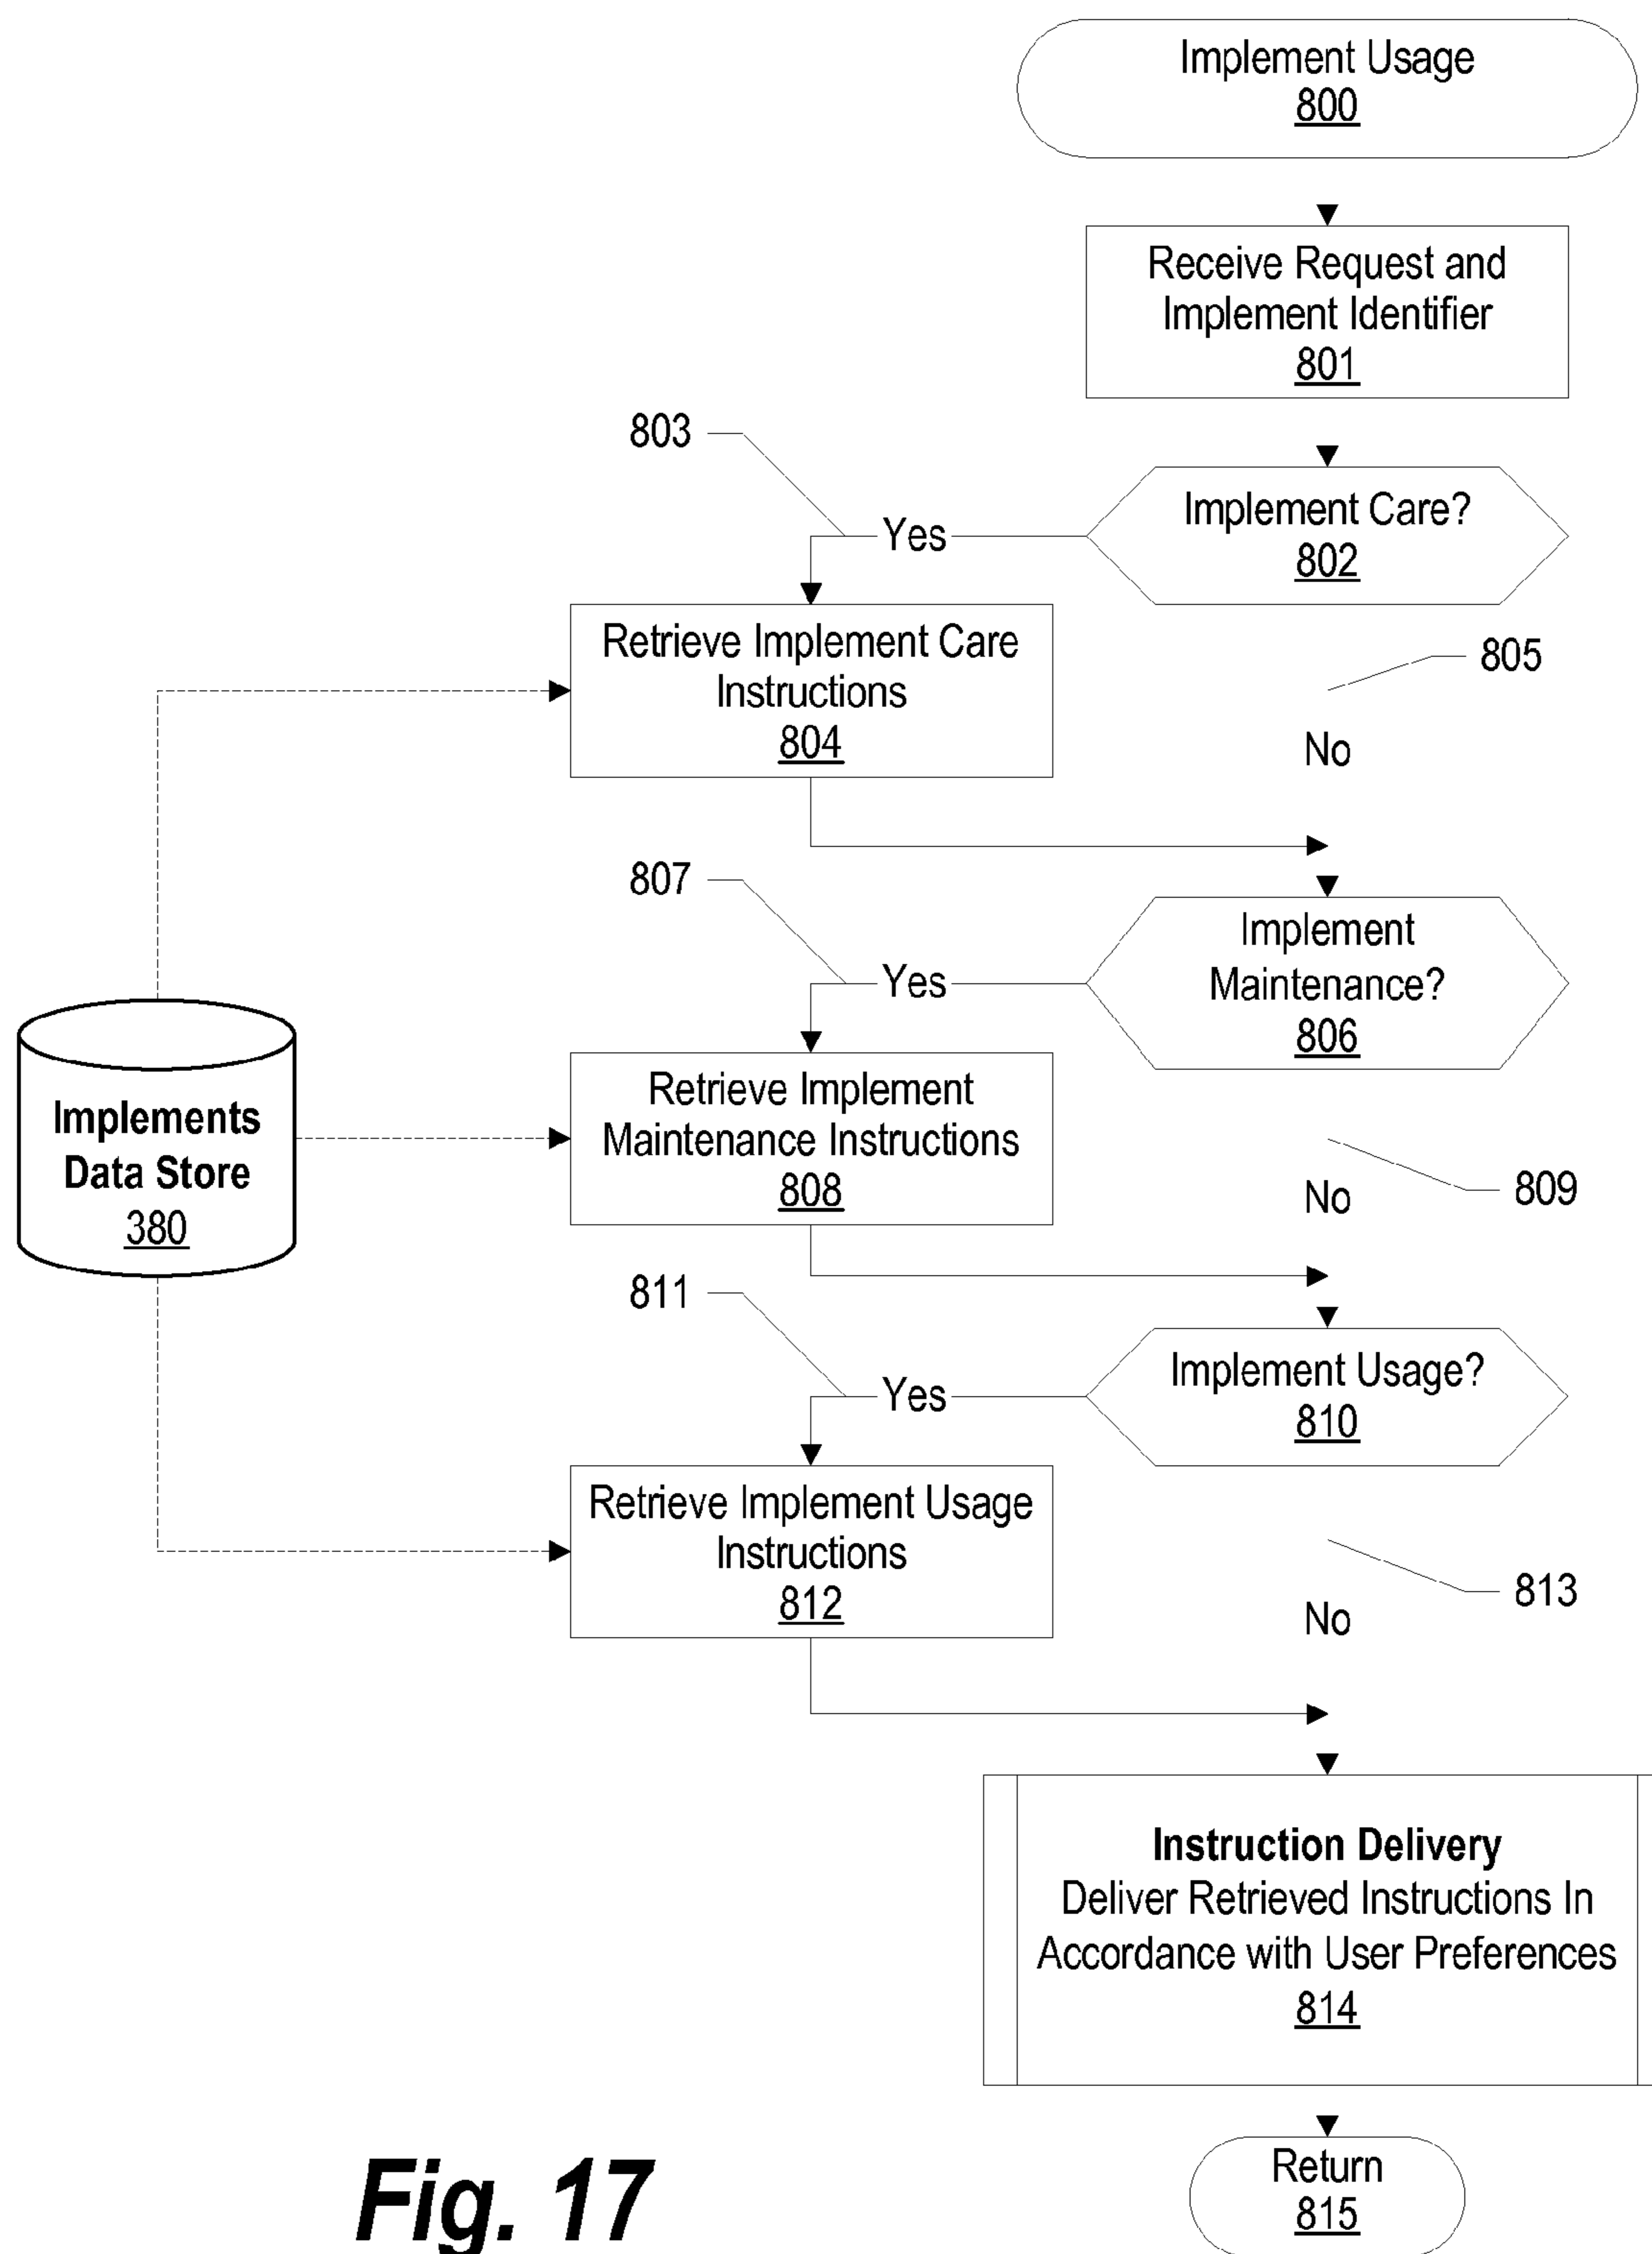 Implement Usage
800
Receive Request and
Implement Identifier
801
803
Yes
Implement Care?
802
Retrieve Implement Care
Instructions
804
805
No
807
Yes
Implement
Maintenance?
806
Implements
Data Store
380
Retrieve Implement
Maintenance Instructions
808
809
No
811
Yes
Implement Usage?
810
Retrieve Implement Usage
Instructions
812
813
No
Instruction Delivery
Deliver Retrieved Instructions In
Accordance with User Preferences
814
Return
815
Fig. 17